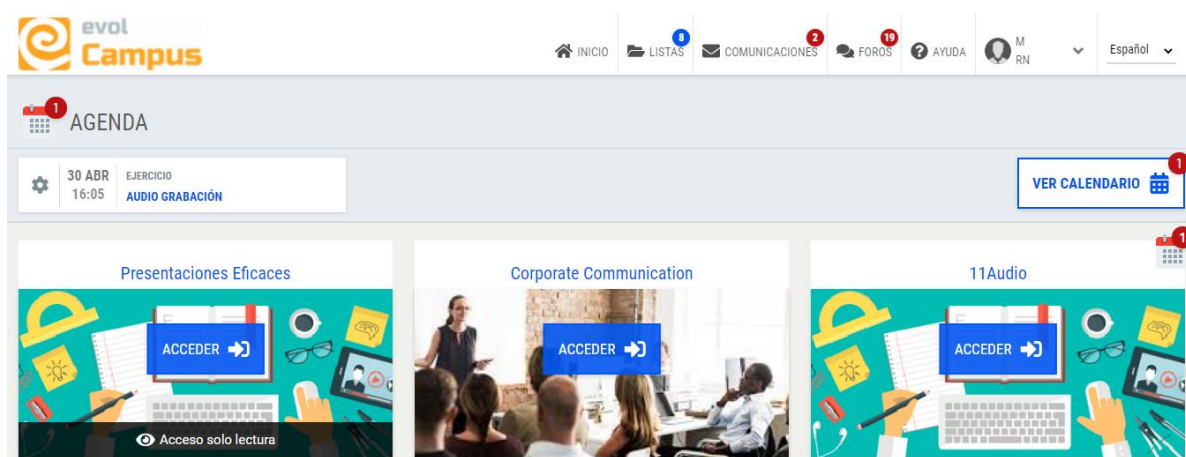 evol
Campus
INICIO
LISTAS
8
COMUNICACIONES
2
FOROS
19
AYUDA
M
RN
Español
1
AGENDA
30 ABR
16:05
EJERCICIO
AUDIO GRABACIÓN
VER CALENDARIO
1
Presentaciones Eficaces
ACCEDER
Acceso solo lectura
Corporate Communication
ACCEDER
1
11Audio
ACCEDER